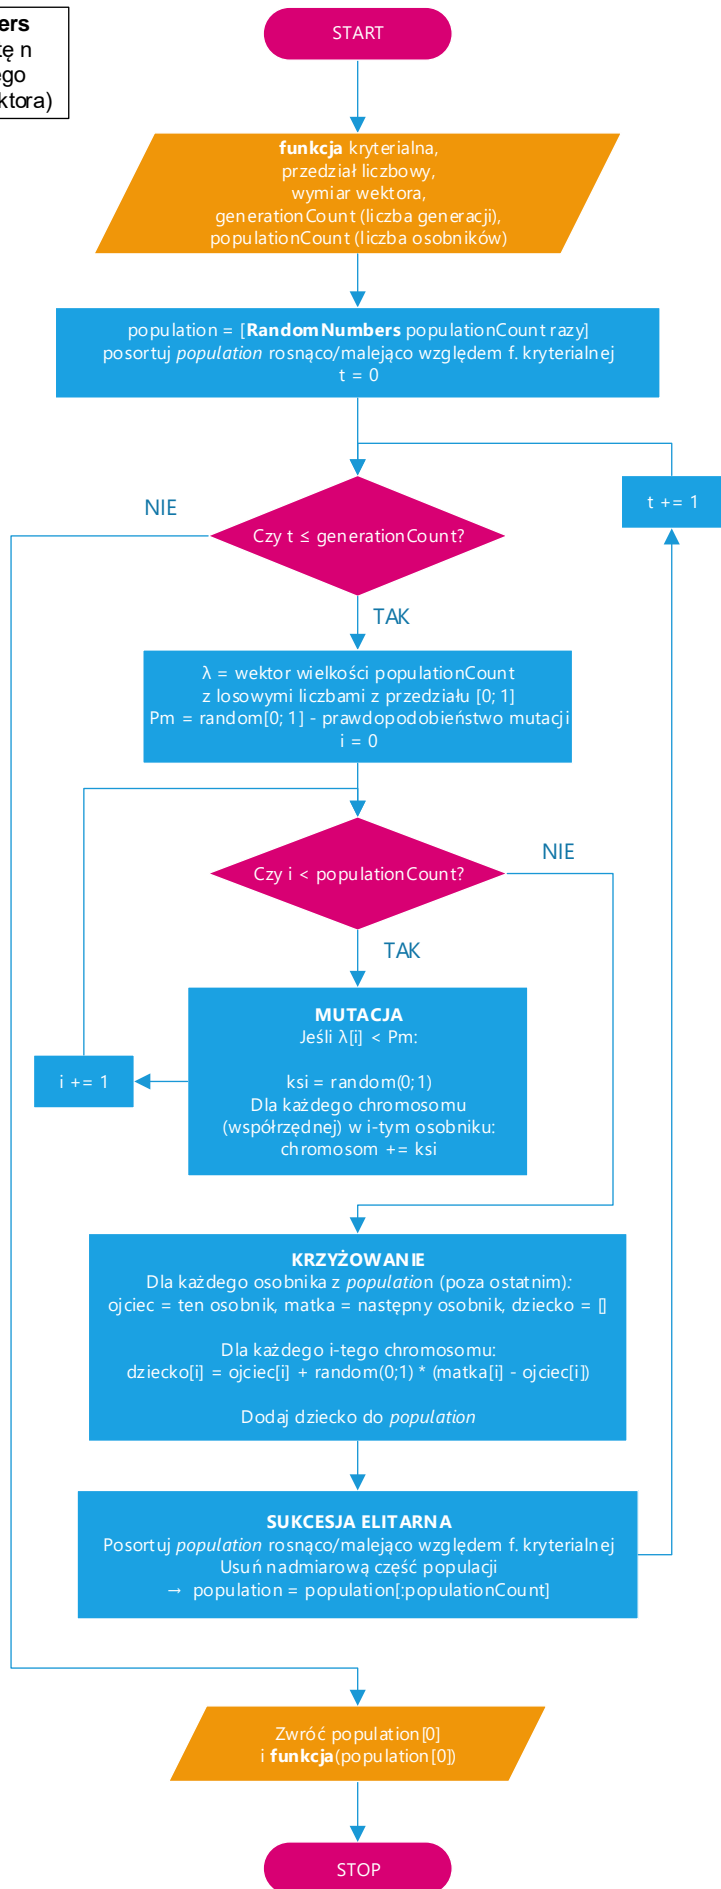 START
tę n
funkcja kryterialna,
przedział liczbowy,
wymiar wektora,
generationCount (liczba generacji),
populationCount (liczba osobników)
population = [RandomNumbers populationCount razy]
posortuj population rosnąco/malejąco względem f. kryterialnej
t = 0
NIE
t += 1
Czy t ≤ generationCount?
TAK
λ = wektor wielkości populationCount
z losowymi liczbami z przedziału [0; 1]
Pm = random[0; 1] - prawdopodobieństwo mutacji
i = 0
NIE
Czy i < populationCount?
TAK
MUTACJA
Jeśli λ[i] < Pm:
i += 1
ksi = random(0;1)
Dla każdego chromosomu
(współrzędnej) w i-tym osobniku:
chromosom += ksi
KRZYŻOWANIE
Dla każdego osobnika z population (poza ostatnim):
ojciec = ten osobnik, matka = następny osobnik, dziecko = []
Dla każdego i-tego chromosomu:
dziecko[i] = ojciec[i] + random(0;1) * (matka[i] - ojciec[i])
Dodaj dziecko do population
SUKCESJA ELITARNA
Posortuj population rosnąco/malejąco względem f. kryterialnej
Usuń nadmiarową część populacji
→ population = population[:populationCount]
Zwróć population[0]
i funkcja(population[0])
STOP